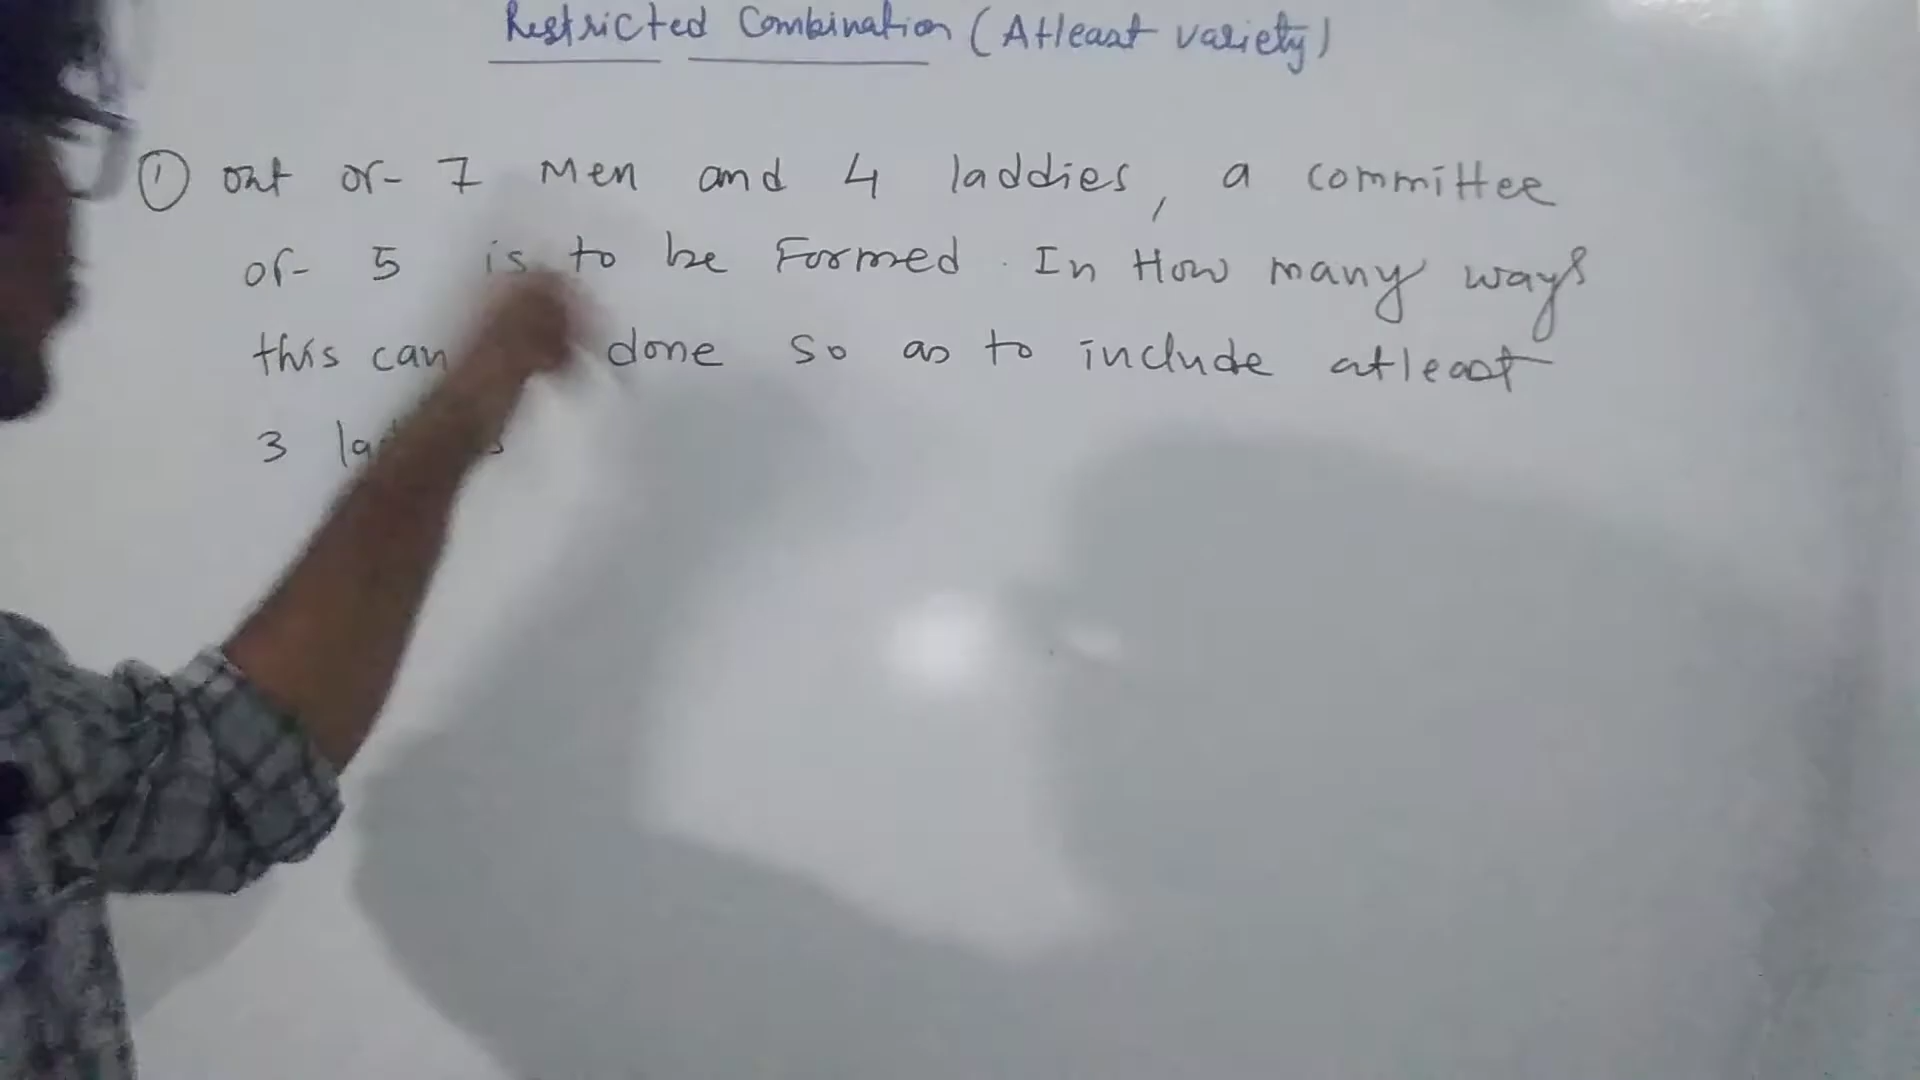 Restricted Combination (Atleast variety)
① out of 7 Men and 4 laddies, a committee
of 5 is to be Formed. In How many ways
this can done so as to include atleast
3